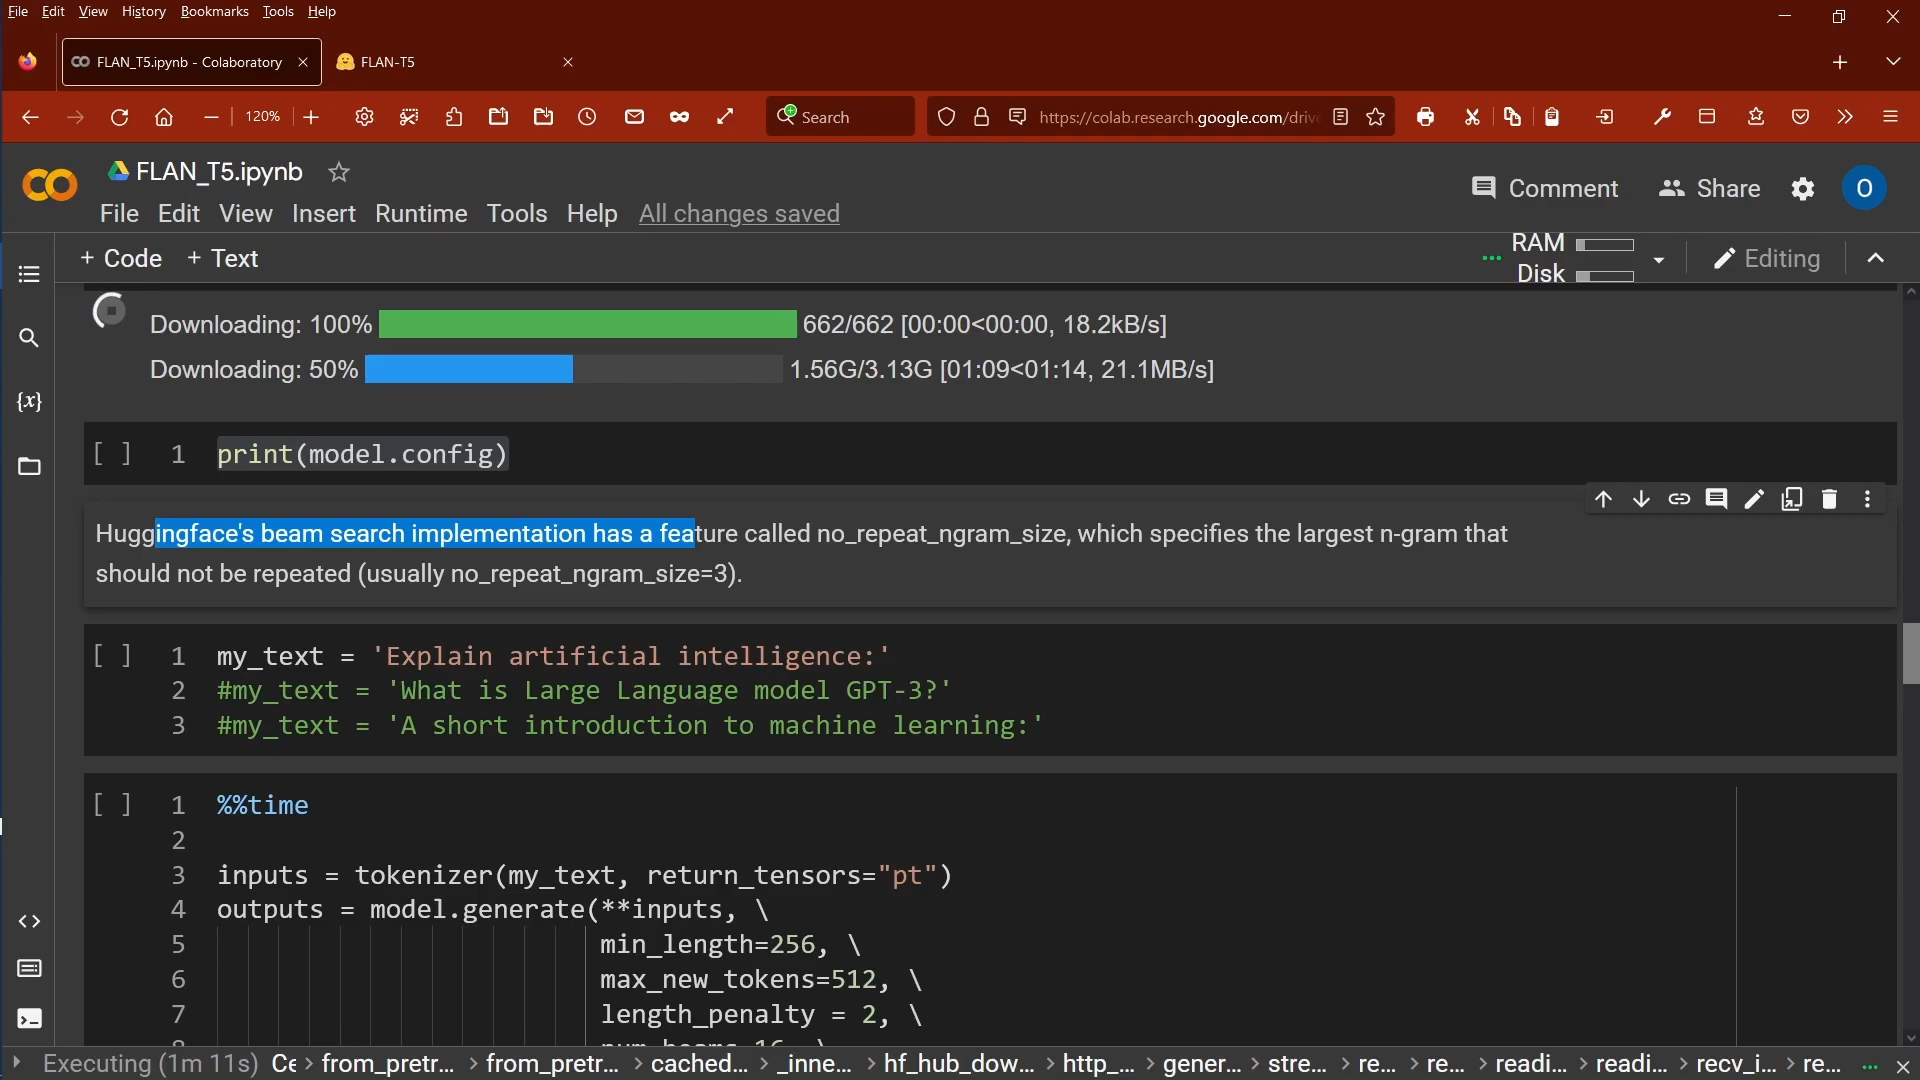 File Edit View History Bookmarks Tools Help
FLAN_T5.ipynb - Colaboratory
FLAN-T5
120%
Search
https://colab.research.google.com/driv
FLAN_T5.ipynb
Comment
Share
O
File Edit View Insert Runtime Tools Help All changes saved
+ Code + Text
RAM
Disk
Editing
Downloading: 100% 662/662 [00:00<00:00, 18.2kB/s]
Downloading: 50% 1.56G/3.13G [01:09<01:14, 21.1MB/s]
[ ] 1 print(model.config)
Huggingface's beam search implementation has a feature called no_repeat_ngram_size, which specifies the largest n-gram that
should not be repeated (usually no_repeat_ngram_size=3).
[ ] 1 my_text = 'Explain artificial intelligence:'
2 #my_text = 'What is Large Language model GPT-3?'
3 #my_text = 'A short introduction to machine learning:'
[ ] 1 %%time
2
3 inputs = tokenizer(my_text, return_tensors="pt")
4 outputs = model.generate(**inputs, \
5 min_length=256, \
6 max_new_tokens=512, \
7 length_penalty = 2, \
Executing (1m 11s) Ce > from_pretr... > from_pretr... > cached... > _inne... > hf_hub_dow... > http_... > gener... > stre... > re... > re... > readi... > readi... > recv_i... > re...